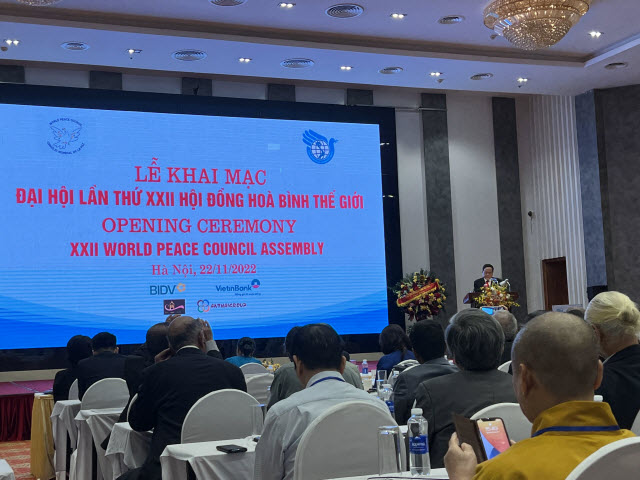 LỄ KHAI MẠC
ĐẠI HỘI LẦN THỨ XXII HỘI ĐỒNG HOÀ BÌNH THẾ GIỚI
OPENING CEREMONY
XXII WORLD PEACE COUNCIL ASSEMBLY
Hà Nội, 22/11/2022
BIDV
VietinBank